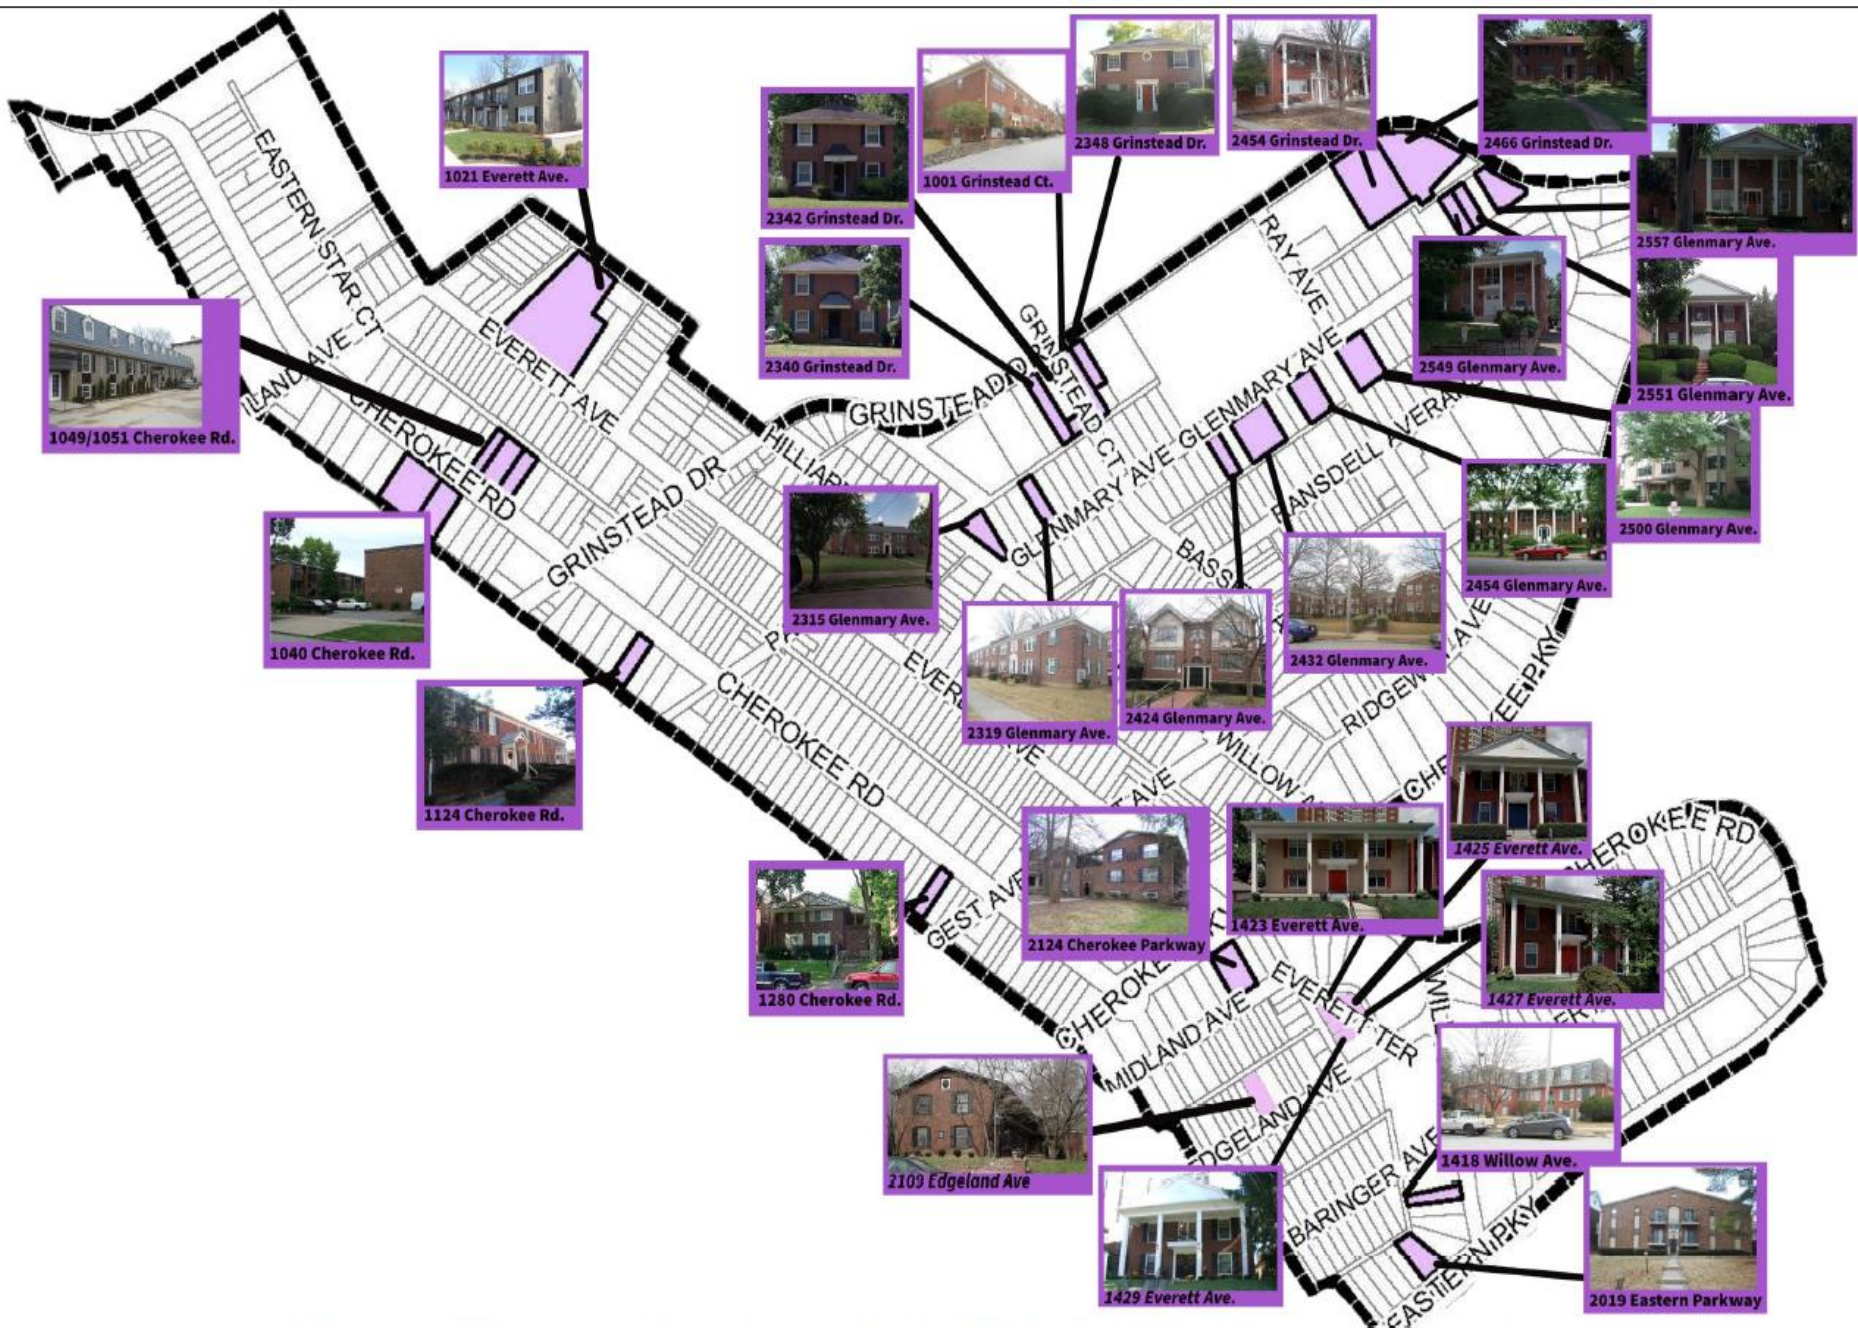 1021 Everett Ave.
2342 Grinstead Dr.
1001 Grinstead Ct.
2348 Grinstead Dr.
2454 Grinstead Dr.
2466 Grinstead Dr.
2557 Glenmary Ave.
2340 Grinstead Dr.
2549 Glenmary Ave.
2551 Glenmary Ave.
1049/1051 Cherokee Rd.
2500 Glenmary Ave.
2454 Glenmary Ave.
1040 Cherokee Rd.
2315 Glenmary Ave.
2432 Glenmary Ave.
2319 Glenmary Ave.
2424 Glenmary Ave.
1124 Cherokee Rd.
1425 Everett Ave.
1423 Everett Ave.
2124 Cherokee Parkway
1280 Cherokee Rd.
1427 Everett Ave.
1418 Willow Ave.
2109 Edgeland Ave
1429 Everett Ave.
2019 Eastern Parkway
EASTERN STAR CT
EVERETT AVE
CHEROKEE RD
GRINSTEAD DR
GRINSTEAD D
GRINSTEAD CT
RAY AVE
GLENMARY AVE
GLENMARY AVE
RANSDELL AVE
CHEROKEE RD
WILLOW
GLENMARY AVE
CHEROKEE RD
EVERETT TER
MIDLAND AVE
EDGELAND AVE
BARINGER AVE
EASTERN PKY